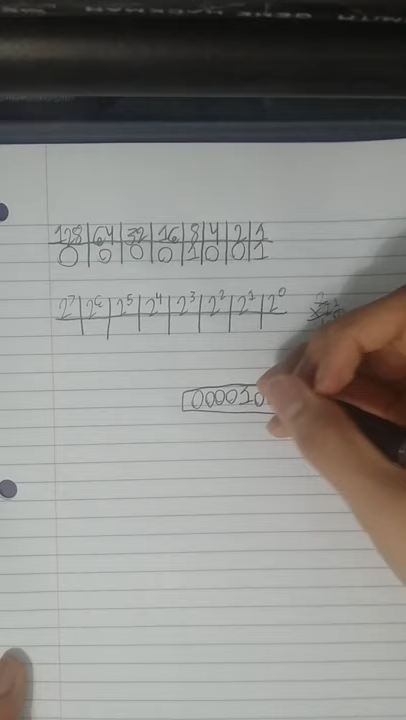 128 64 32 16 8 4 2 1
0 0 0 0 1 0 0 1
2⁷ 2⁶ 2⁵ 2⁴ 2³ 2² 2¹ 2⁰
000010